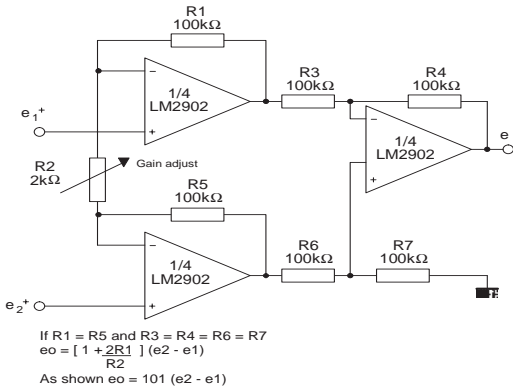 R1
100kΩ
R3
100kΩ
R4
100kΩ
1/4
LM2902
e1+
1/4
LM2902
e
R2
2kΩ
Gain adjust
R5
100kΩ
R6
100kΩ
R7
100kΩ
1/4
LM2902
e2+
If R1 = R5 and R3 = R4 = R6 = R7
eo = [ 1 + 2R1 ] (e2 - e1)
R2
As shown eo = 101 (e2 - e1)